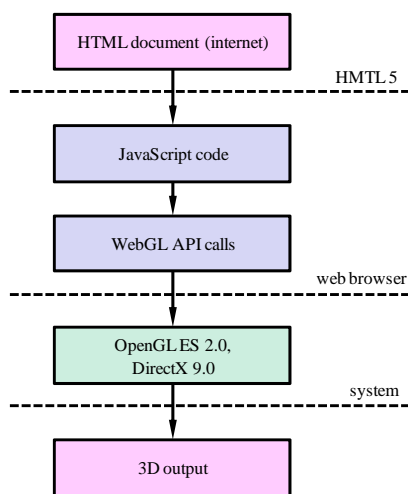 HTML document (internet)
HMTL 5
JavaScript code
WebGL API calls
web browser
OpenGL ES 2.0,
DirectX 9.0
system
3D output